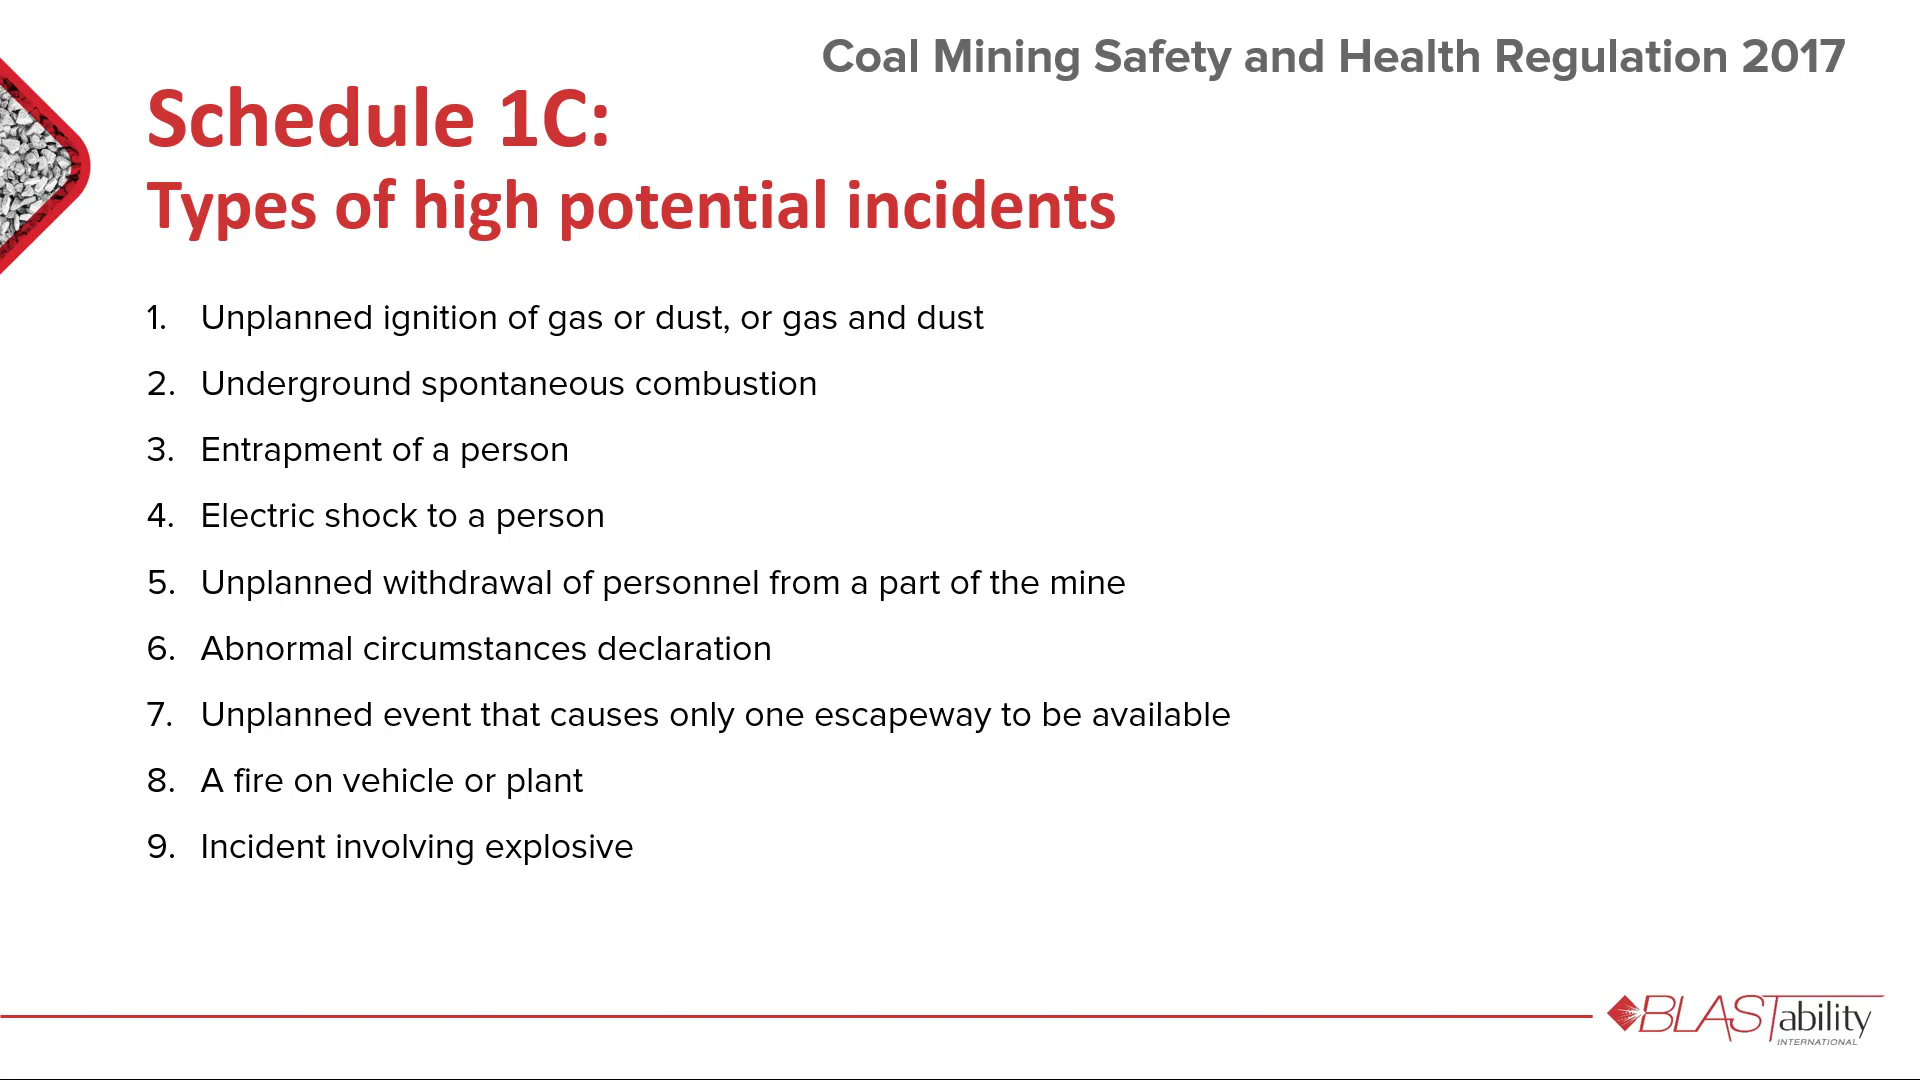 Coal Mining Safety and Health Regulation 2017
Schedule 1C:
Types of high potential incidents
1. Unplanned ignition of gas or dust, or gas and dust
2. Underground spontaneous combustion
3. Entrapment of a person
4. Electric shock to a person
5. Unplanned withdrawal of personnel from a part of the mine
6. Abnormal circumstances declaration
7. Unplanned event that causes only one escapeway to be available
8. A fire on vehicle or plant
9. Incident involving explosive
BLASTability
INTERNATIONAL